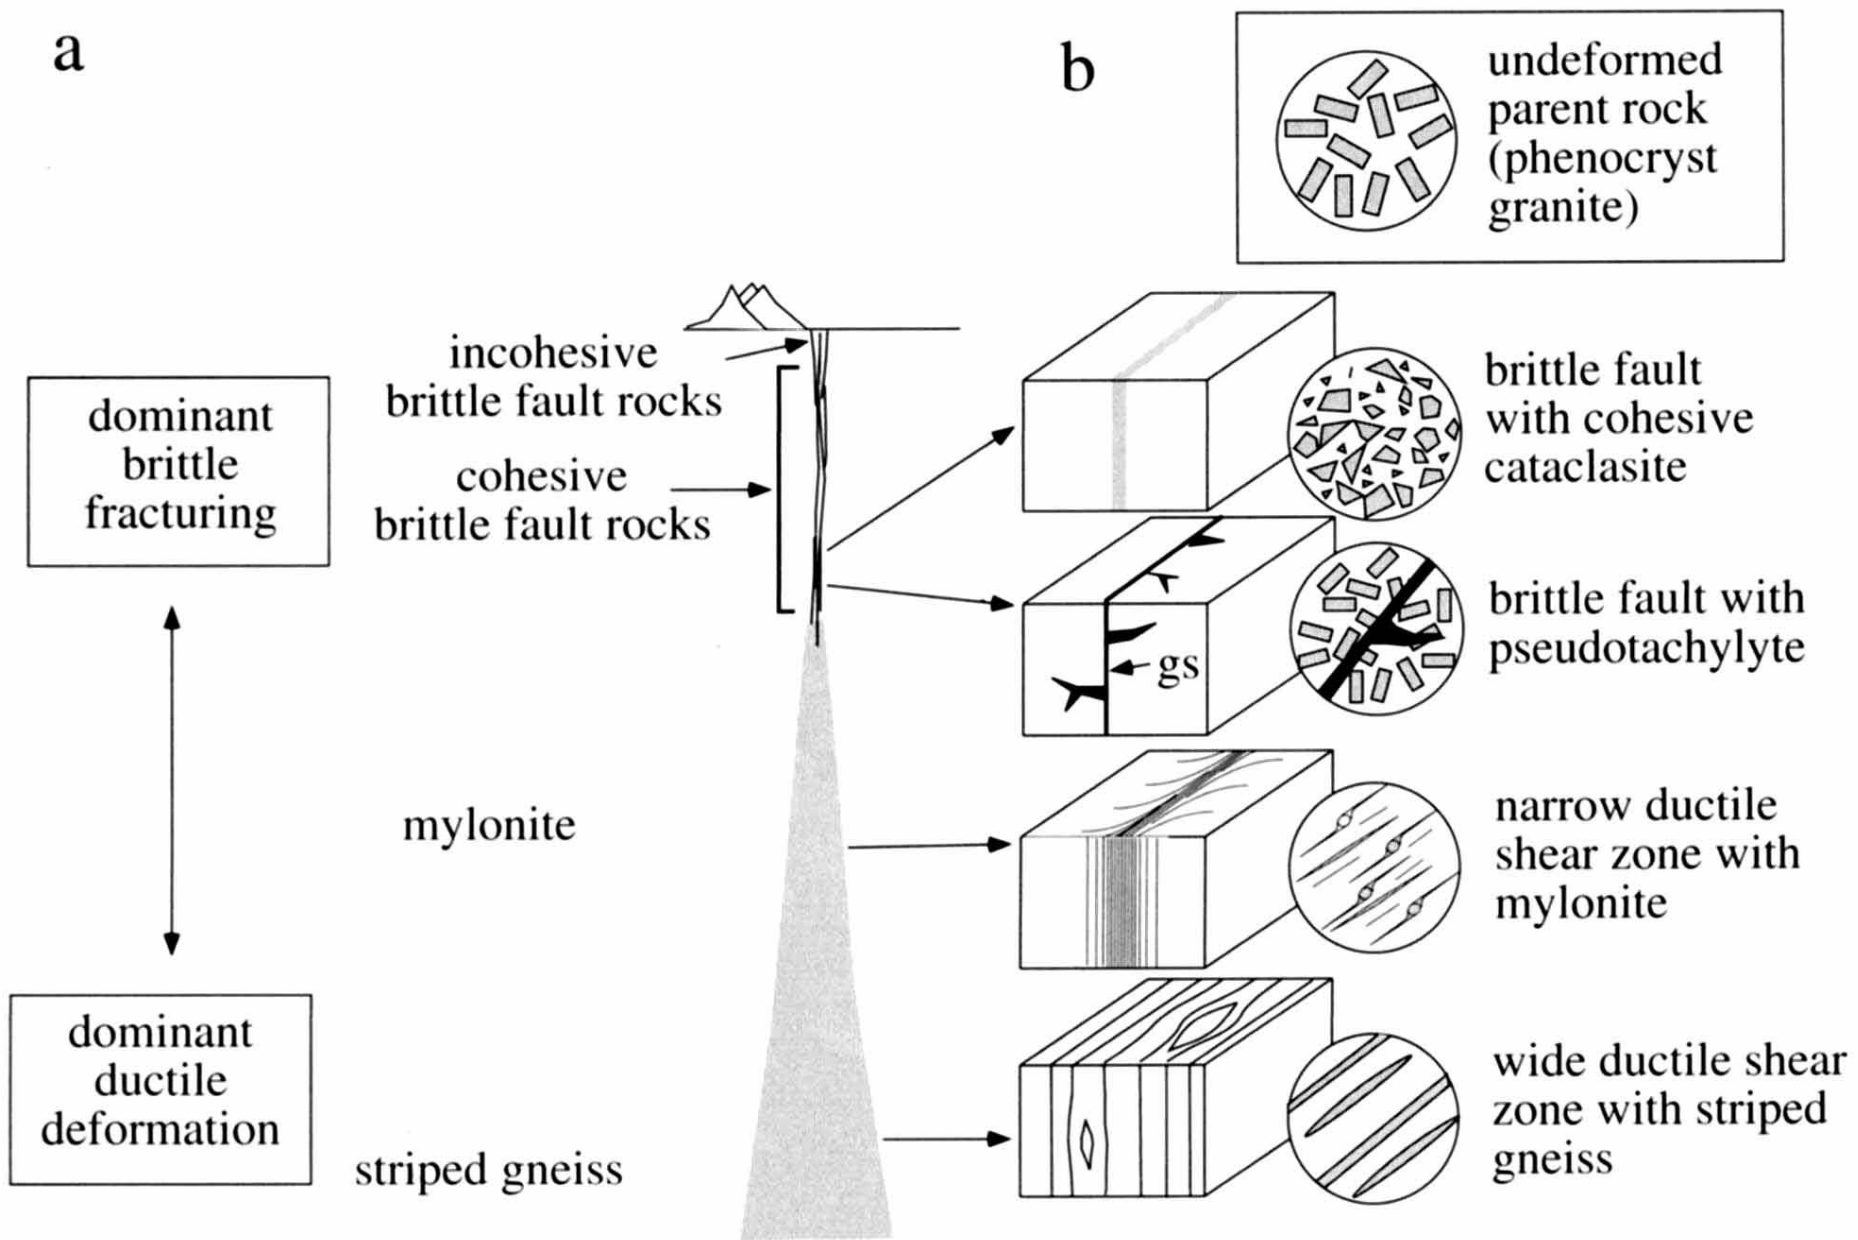 a
b
undeformed
parent rock
(phenocryst
granite)
incohesive
brittle fault rocks
dominant
brittle
fracturing
cohesive
brittle fault rocks
brittle fault
with cohesive
cataclasite
gs
brittle fault with
pseudotachylyte
mylonite
narrow ductile
shear zone with
mylonite
dominant
ductile
deformation
striped gneiss
wide ductile shear
zone with striped
gneiss